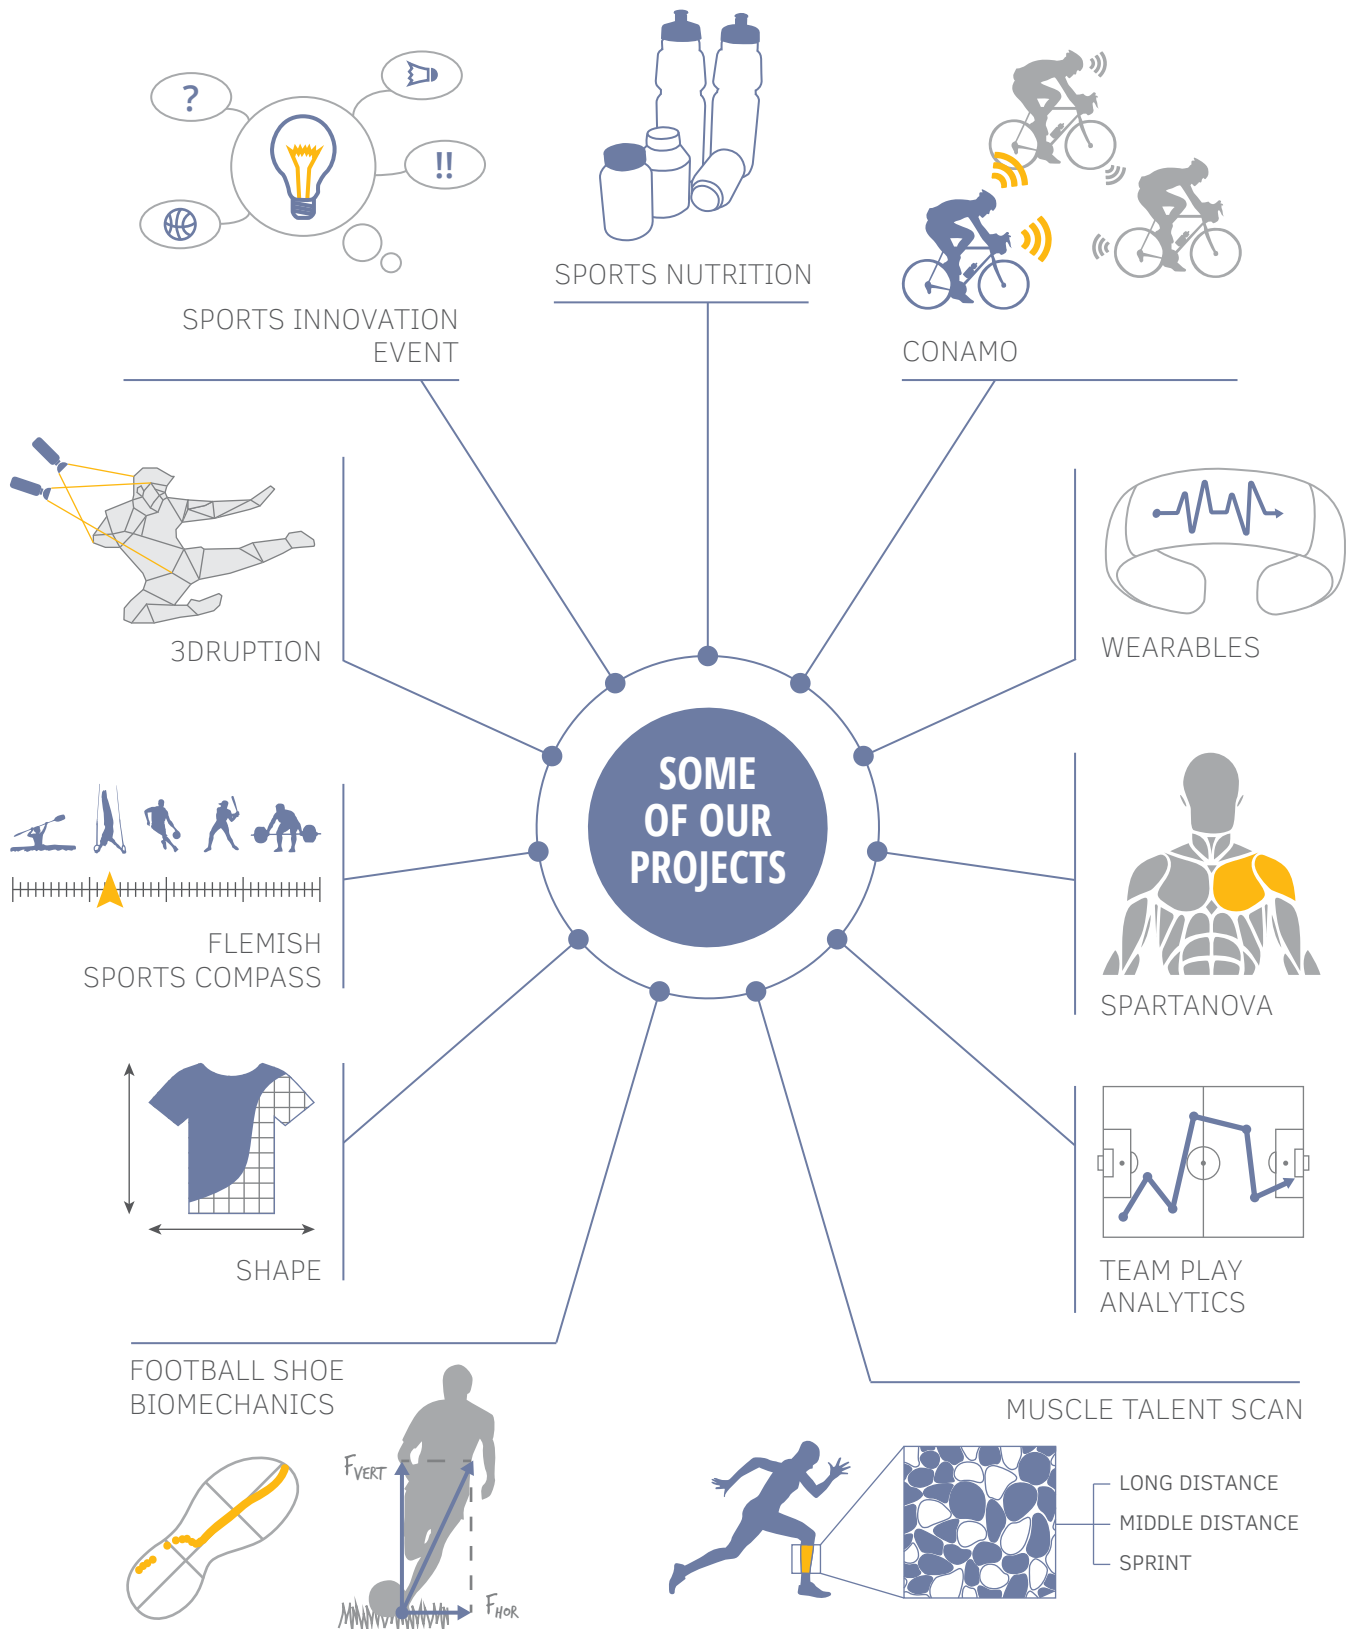 ?
!!
SPORTS INNOVATION
EVENT
SPORTS NUTRITION
CONAMO
3DRUPTION
WEARABLES
SOME
OF OUR
PROJECTS
FLEMISH
SPORTS COMPASS
SPARTANOVA
SHAPE
TEAM PLAY
ANALYTICS
FOOTBALL SHOE
BIOMECHANICS
FVERT
FHOR
MUSCLE TALENT SCAN
LONG DISTANCE
MIDDLE DISTANCE
SPRINT